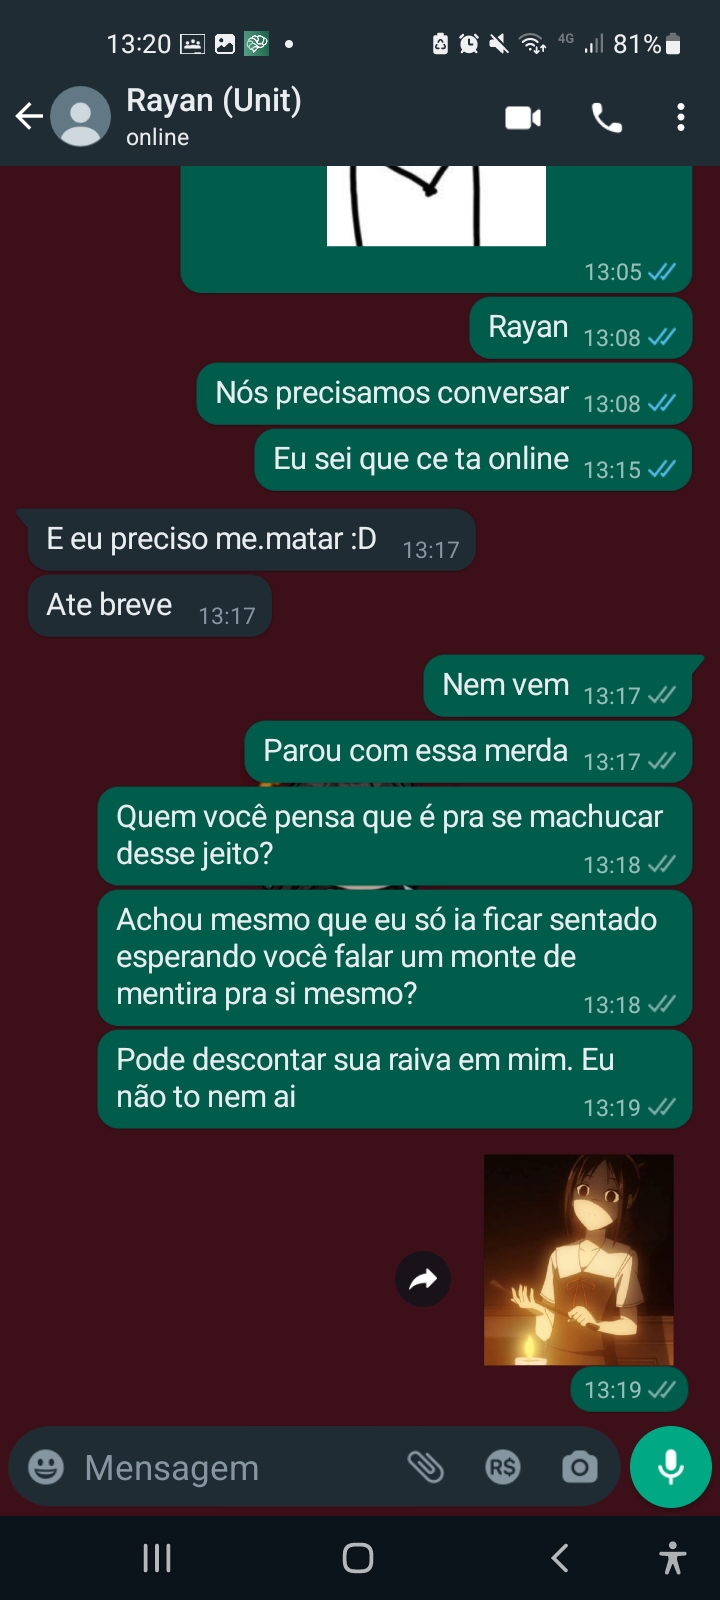 13:20
4G
81%
Rayan (Unit)
online
13:05
Rayan 13:08
Nós precisamos conversar 13:08
Eu sei que ce ta online 13:15
E eu preciso me.matar :D 13:17
Ate breve 13:17
Nem vem 13:17
Parou com essa merda 13:17
Quem você pensa que é pra se machucar
desse jeito? 13:18
Achou mesmo que eu só ia ficar sentado
esperando você falar um monte de
mentira pra si mesmo? 13:18
Pode descontar sua raiva em mim. Eu
não to nem ai 13:19
13:19
Mensagem
R$